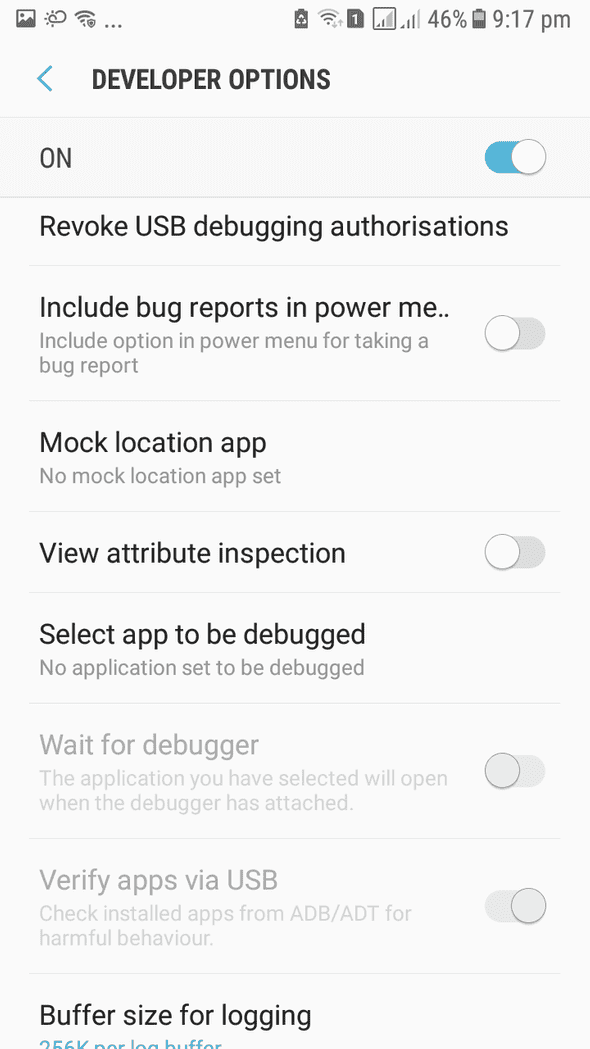 ... 1 46% 9:17 pm
DEVELOPER OPTIONS
ON
Revoke USB debugging authorisations
Include bug reports in power me..
Include option in power menu for taking a
bug report
Mock location app
No mock location app set
View attribute inspection
Select app to be debugged
No application set to be debugged
Wait for debugger
The application you have selected will open
when the debugger has attached.
Verify apps via USB
Check installed apps from ADB/ADT for
harmful behaviour.
Buffer size for logging
256K per log buffer